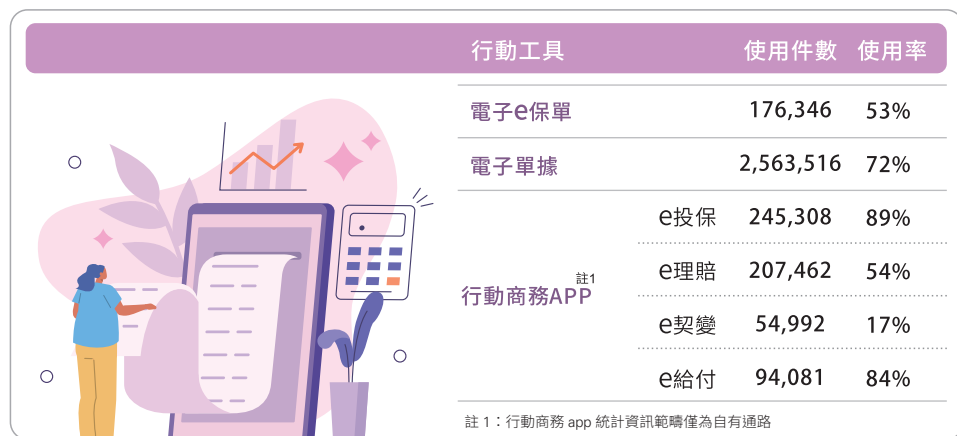 行動工具 使用件數 使用率
電子e保單 176,346 53%
電子單據 2,563,516 72%
行動商務APP註1
e投保 245,308 89%
e理賠 207,462 54%
e契變 54,992 17%
e給付 94,081 84%
註 1：行動商務 app 統計資訊範疇僅為自有通路